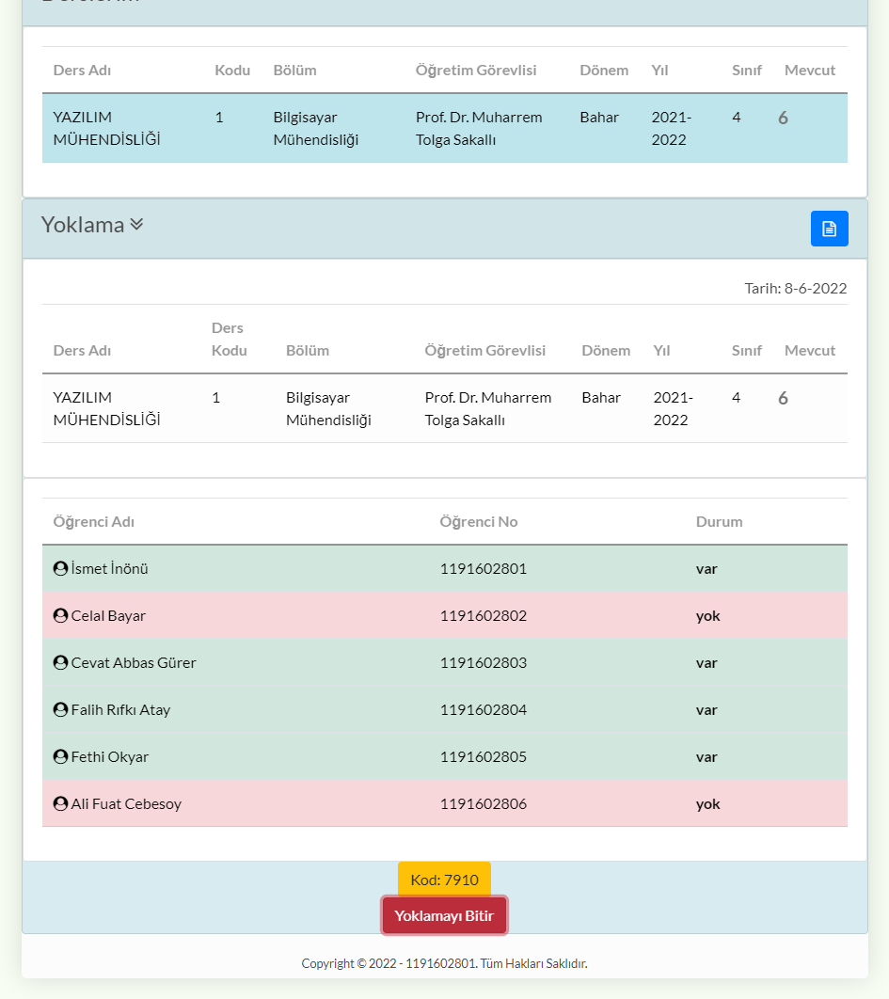 Derslerim
Ders Adı Kodu Bölüm Öğretim Görevlisi Dönem Yıl Sınıf Mevcut
YAZILIM 1 Bilgisayar Prof. Dr. Muharrem Bahar 2021- 4 6
MÜHENDİSLİĞİ Mühendisliği Tolga Sakallı 2022
Yoklama
Tarih: 8-6-2022
Ders
Ders Adı Kodu Bölüm Öğretim Görevlisi Dönem Yıl Sınıf Mevcut
YAZILIM 1 Bilgisayar Prof. Dr. Muharrem Bahar 2021- 4 6
MÜHENDİSLİĞİ Mühendisliği Tolga Sakallı 2022
Öğrenci Adı Öğrenci No Durum
İsmet İnönü 1191602801 var
Celal Bayar 1191602802 yok
Cevat Abbas Gürer 1191602803 var
Falih Rıfkı Atay 1191602804 var
Fethi Okyar 1191602805 var
Ali Fuat Cebesoy 1191602806 yok
Kod: 7910
Yoklamayı Bitir
Copyright © 2022 - 1191602801. Tüm Hakları Saklıdır.